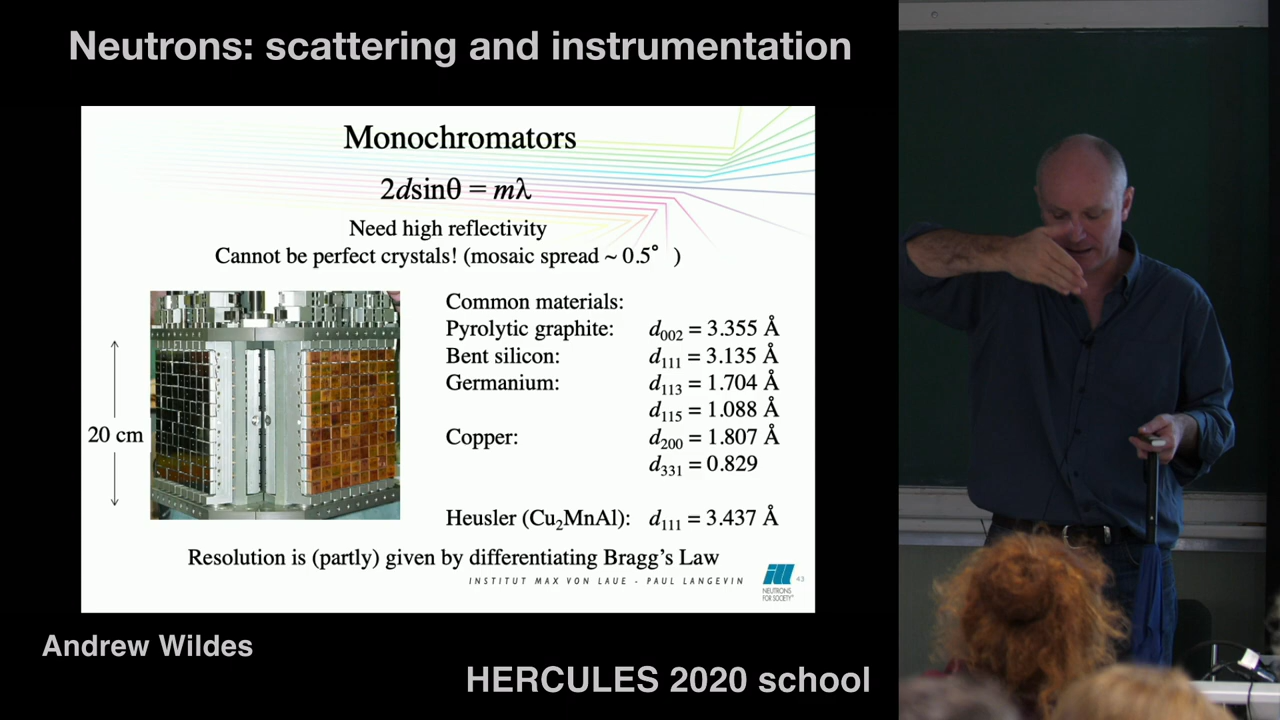 Neutrons: scattering and instrumentation
Monochromators
2dsinθ = mλ
Need high reflectivity
Cannot be perfect crystals! (mosaic spread ~ 0.5° )
Common materials:
Pyrolytic graphite: d002 = 3.355 Å
Bent silicon: d111 = 3.135 Å
Germanium: d113 = 1.704 Å
d115 = 1.088 Å
Copper: d200 = 1.807 Å
d331 = 0.829
20 cm
Heusler (Cu2MnAl): d111 = 3.437 Å
Resolution is (partly) given by differentiating Bragg's Law
INSTITUT MAX VON LAUE - PAUL LANGEVIN
ill
NEUTRONS
FOR SOCIETY
43
Andrew Wildes
HERCULES 2020 school